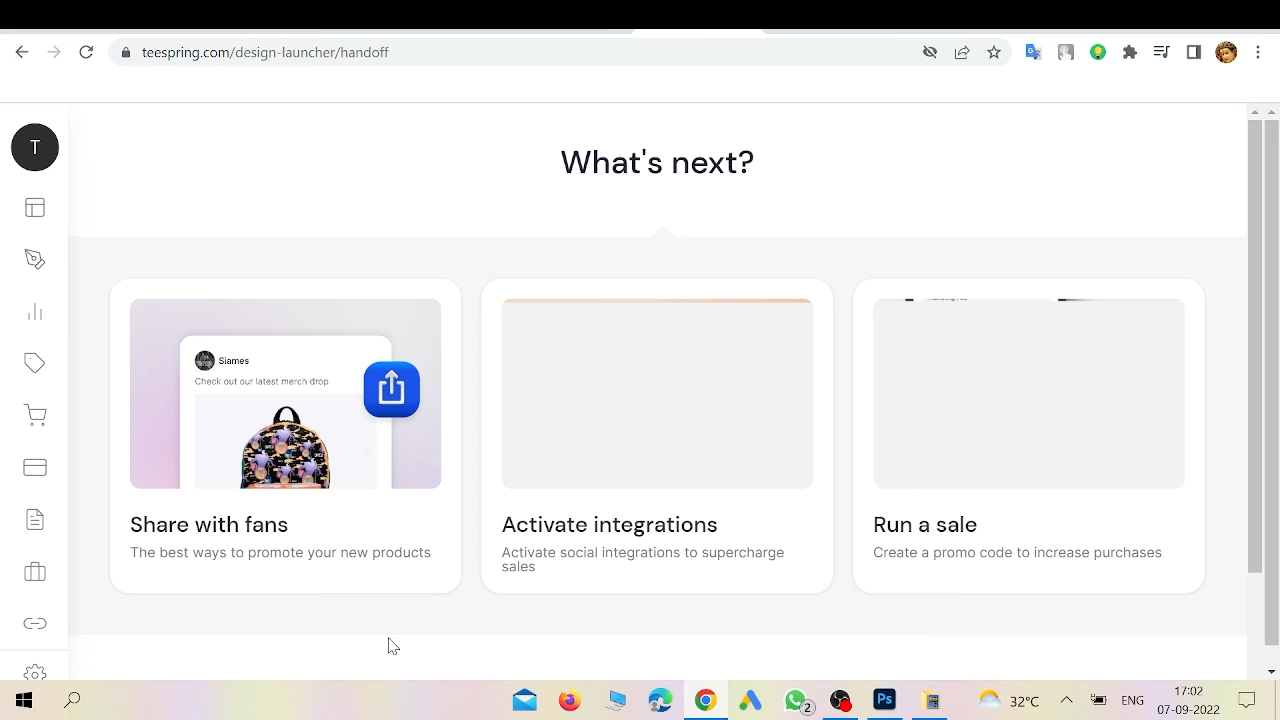 teespring.com/design-launcher/handoff
T
What's next?
Siames
Check out our latest merch drop
Share with fans
The best ways to promote your new products
Activate integrations
Activate social integrations to supercharge
sales
Run a sale
Create a promo code to increase purchases
2
Ps
32°C
ENG
17:02
07-09-2022